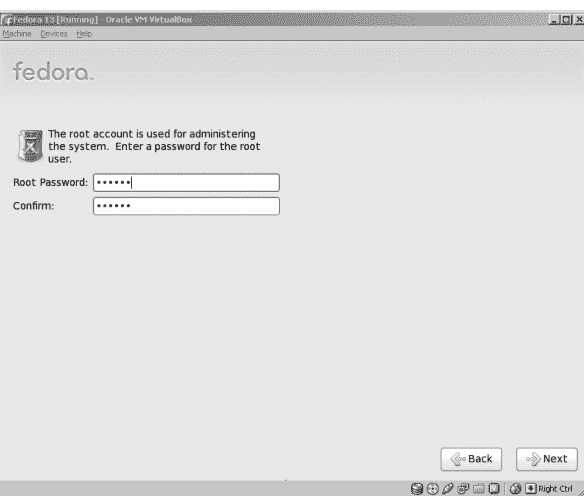 Fedora 13 [Running] - Oracle VM VirtualBox
Machine Devices Help
fedora.
The root account is used for administering
the system. Enter a password for the root
user.
Root Password: ••••••
Confirm: ••••••
Back Next
Right Ctrl